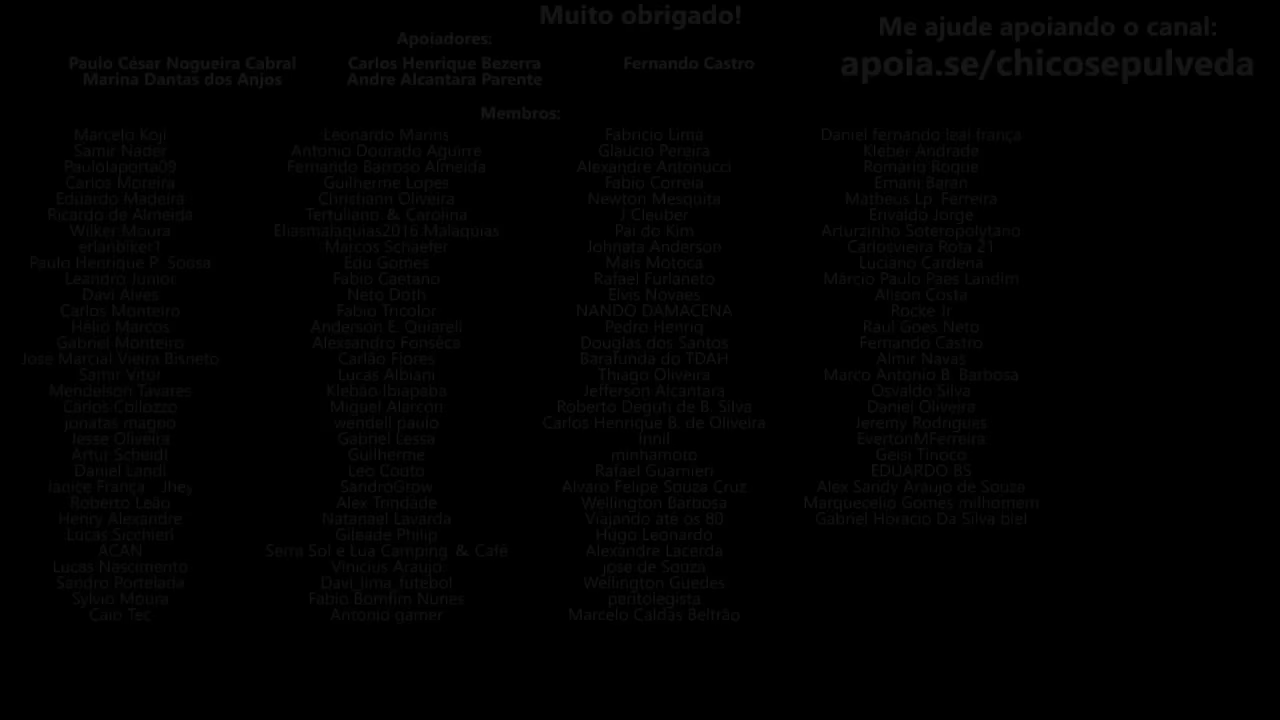 Muito obrigado!
Me ajude apoiando o canal:
apoia.se/chicosepulveda
Apoiadores:
Paulo César Nogueira Cabral
Marina Dantas dos Anjos
Carlos Henrique Bezerra
Andre Alcantara Parente
Fernando Castro
Membros:
Marcelo Koji
Samir Nader
Paulolaporta09
Carlos Moreira
Eduardo Madeira
Ricardo de Almeida
Wilker Moura
erlanbiker1
Paulo Henrique P. Sousa
Leandro Junior
Davi Alves
Carlos Monteiro
Hélio Marcos
Gabriel Monteiro
Jose Marcial Vieira Bisneto
Samir Vitor
Mendelson Tavares
Carlos Collozzo
jonatas magno
Jesse Oliveira
Artur Scheidt
Daniel Landi
Janice França _ Jhey
Roberto Leão
Henry Alexandre
Lucas Sicchieri
ACAN
Lucas Nascimento
Sandro Portelada
Sylvio Moura
Caio Tec
Leonardo Marins
Antonio Dourado Aguirre
Fernando Barroso Almeida
Guilherme Lopes
Christiann Oliveira
Tertuliano & Carolina
Eliasmalaquias2016 Malaquias
Marcos Schaefer
Edo Gomes
Fabio Caetano
Neto Doth
Fabio Tricolor
Anderson E. Quiareli
Alexsandro Fonsêca
Carlão Flores
Lucas Albiani
Klebão Ibiapaba
Miguel Alarcon
wendell paulo
Gabriel Lessa
Guilherme
Leo Couto
SandroGrow
Alex Trindade
Natanael Lavarda
Gileade Philip
Serra Sol e Lua Camping & Café
Vinicius Araujo
Davi_lima_futebol
Fabio Bomfim Nunes
Antonio gamer
Fabricio Lima
Glaucio Pereira
Alexandre Antonucci
Fabio Correia
Newton Mesquita
J Cleuber
Pai do Kim
Johnata Anderson
Mais Motoca
Rafael Furlaneto
Elvis Novaes
NANDO DAMACENA
Pedro Henriq
Douglas dos Santos
Barafunda do TDAH
Thiago Oliveira
Jefferson Alcantara
Roberto Deguti de B. Silva
Carlos Henrique B. de Oliveira
Innil
minhamoto
Rafael Guarnien
Alvaro Felipe Souza Cruz
Wellington Barbosa
Viajando ate os 80
Hugo Leonardo
Alexandre Lacerda
jose de Souza
Wellington Guedes
peritolegista
Marcelo Caldas Beltrão
Daniel fernando leal frança
Kleber Andrade
Romario Roque
Ernani Baran
Matheus Lp. Ferreira
Erivaldo Jorge
Arturzinho Soteropolytano
Carlosvieira Rota 21
Luciano Cardena
Márcio Paulo Paes Landim
Alison Costa
Rocke Jr
Raul Goes Neto
Fernando Castro
Almir Navas
Marco Antonio B. Barbosa
Osvaldo Silva
Daniel Oliveira
Jeremy Rodrigues
EvertonMFerreira
Geisi Tinoco
EDUARDO BS
Alex Sandy Araujo de Souza
Marquecelio Gomes milhomem
Gabriel Horacio Da Silva biel